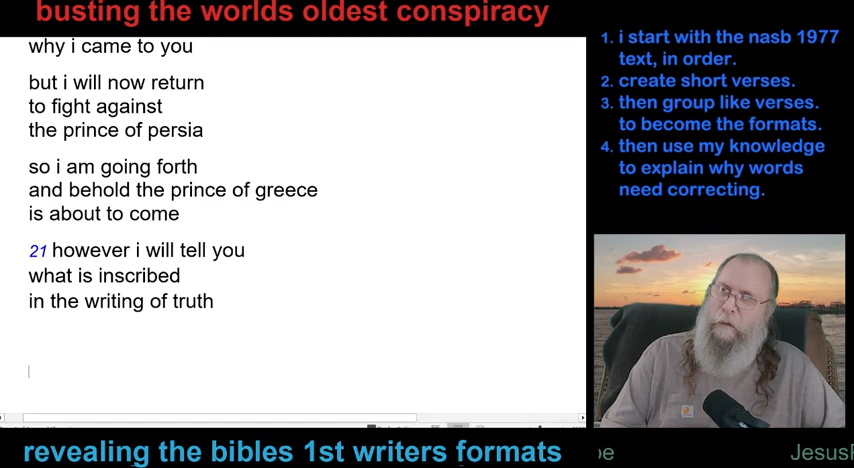 busting the worlds oldest conspiracy
why i came to you
but i will now return
to fight against
the prince of persia
so i am going forth
and behold the prince of greece
is about to come
21 however i will tell you
what is inscribed
in the writing of truth
1. i start with the nasb 1977
text, in order.
2. create short verses.
3. then group like verses.
to become the formats.
4. then use my knowledge
to explain why words
need correcting.
revealing the bibles 1st writers formats